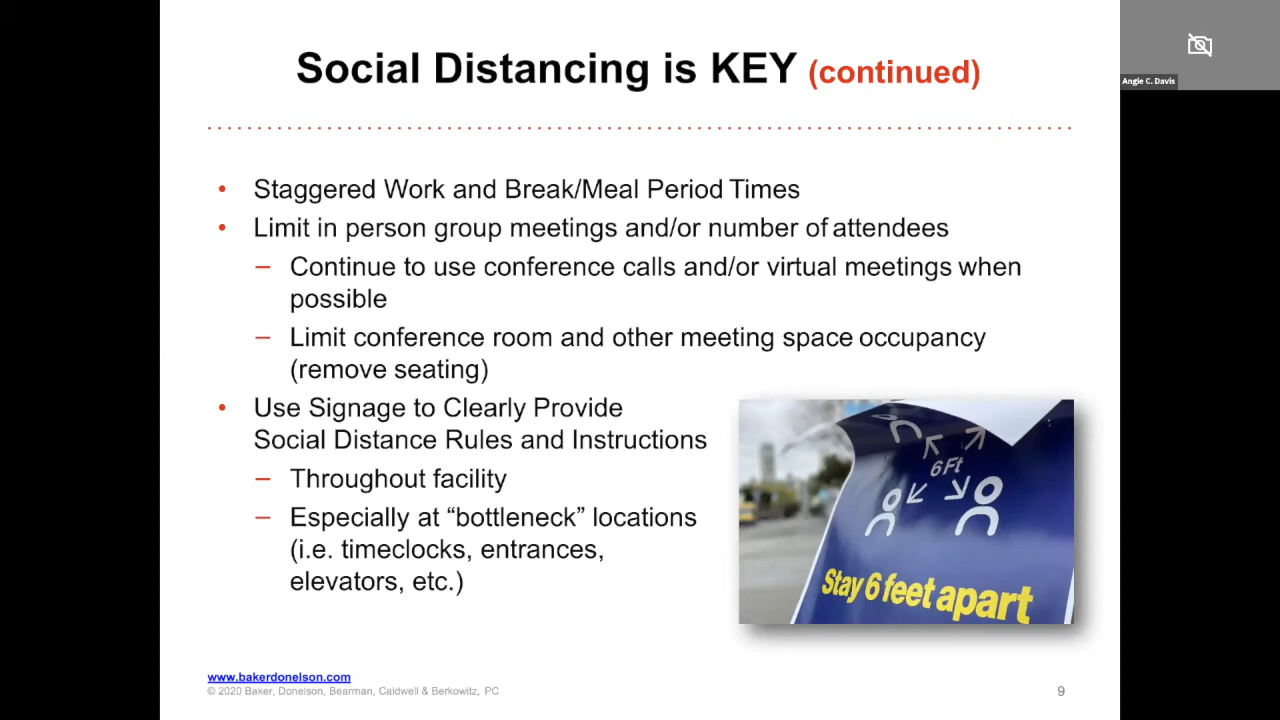 Social Distancing is KEY (continued)
Angie C. Davis
• Staggered Work and Break/Meal Period Times
• Limit in person group meetings and/or number of attendees
– Continue to use conference calls and/or virtual meetings when
possible
– Limit conference room and other meeting space occupancy
(remove seating)
• Use Signage to Clearly Provide
Social Distance Rules and Instructions
– Throughout facility
– Especially at “bottleneck” locations
(i.e. timeclocks, entrances,
elevators, etc.)
6Ft
Stay 6 feet apart
www.bakerdonelson.com
© 2020 Baker, Donelson, Bearman, Caldwell & Berkowitz, PC
9